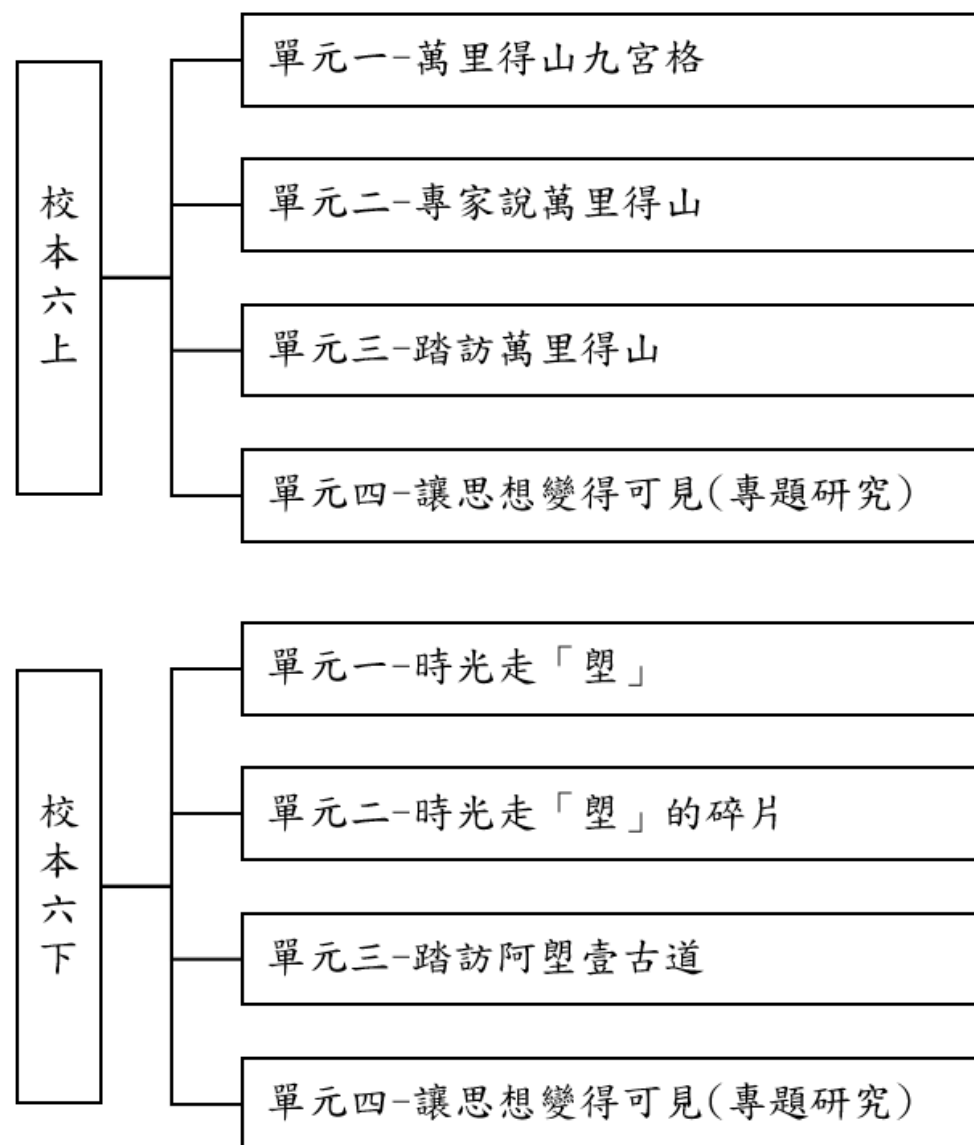 校本六上
單元一-萬里得山九宮格
單元二-專家說萬里得山
單元三-踏訪萬里得山
單元四-讓思想變得可見(專題研究)
校本六下
單元一-時光走「塱」
單元二-時光走「塱」的碎片
單元三-踏訪阿塱壹古道
單元四-讓思想變得可見(專題研究)